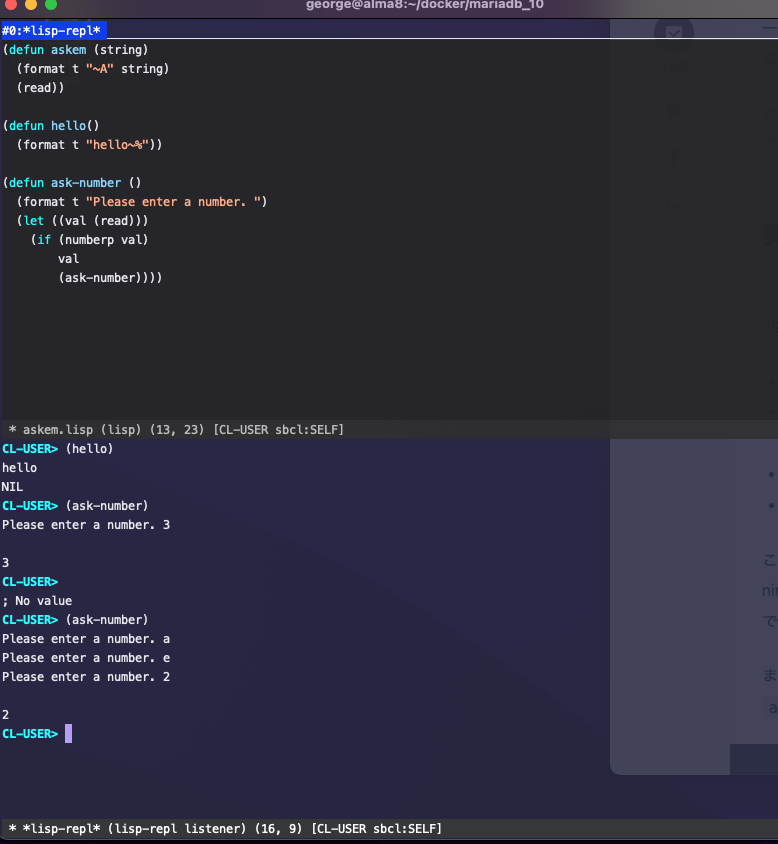 george@alma8:~/docker/mariadb_10
#0:*lisp-repl*
(defun askem (string)
  (format t "~A" string)
  (read))
(defun hello()
  (format t "hello~%"))
(defun ask-number ()
  (format t "Please enter a number. ")
  (let ((val (read)))
    (if (numberp val)
        val
        (ask-number))))
* askem.lisp (lisp) (13, 23) [CL-USER sbcl:SELF]
CL-USER> (hello)
hello
NIL
CL-USER> (ask-number)
Please enter a number. 3
3
CL-USER>
; No value
CL-USER> (ask-number)
Please enter a number. a
Please enter a number. e
Please enter a number. 2
2
CL-USER>
こ
nin
で
ま
a
* *lisp-repl* (lisp-repl listener) (16, 9) [CL-USER sbcl:SELF]